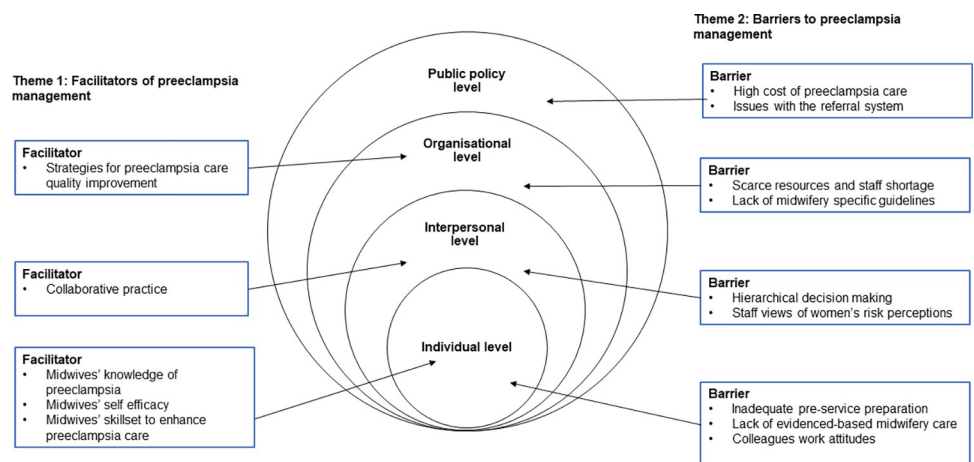 Theme 1: Facilitators of preeclampsia
management
Facilitator
• Strategies for preeclampsia care
quality improvement
Facilitator
• Collaborative practice
Facilitator
• Midwives' knowledge of
preeclampsia
• Midwives' self efficacy
• Midwives' skillset to enhance
preeclampsia care
Public policy
level
Organisational
level
Interpersonal
level
Individual level
Theme 2: Barriers to preeclampsia
management
Barrier
• High cost of preeclampsia care
• Issues with the referral system
Barrier
• Scarce resources and staff shortage
• Lack of midwifery specific guidelines
Barrier
• Hierarchical decision making
• Staff views of women's risk perceptions
Barrier
• Inadequate pre-service preparation
• Lack of evidenced-based midwifery care
• Colleagues work attitudes